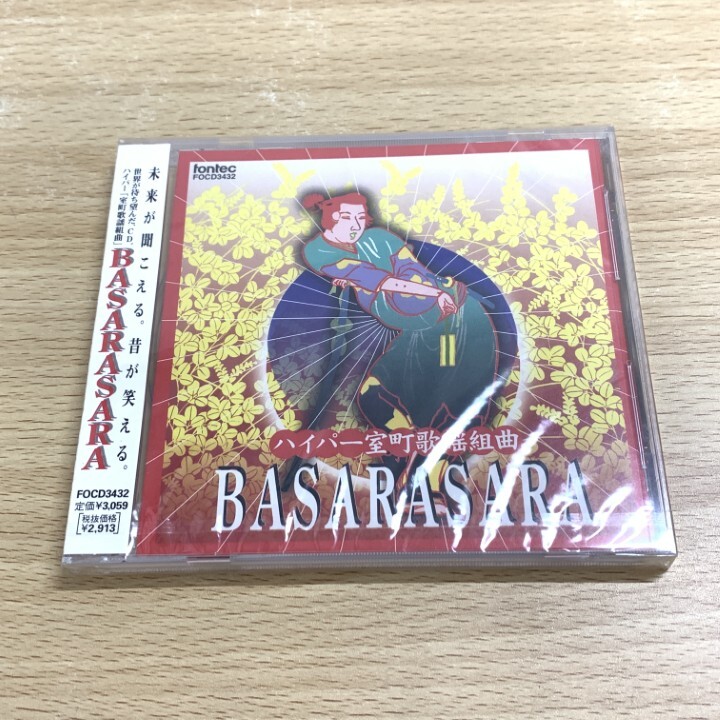 未来が聞こえる。昔が笑える。
世界が待ち望んだ、CD、
ハイパー「室町歌謡組曲」
BASARASARA
FOCD3432
定価¥3,059
[税抜価格]
¥2,913
fontec
FOCD3432
ハイパー室町歌謡組曲
BASARASARA